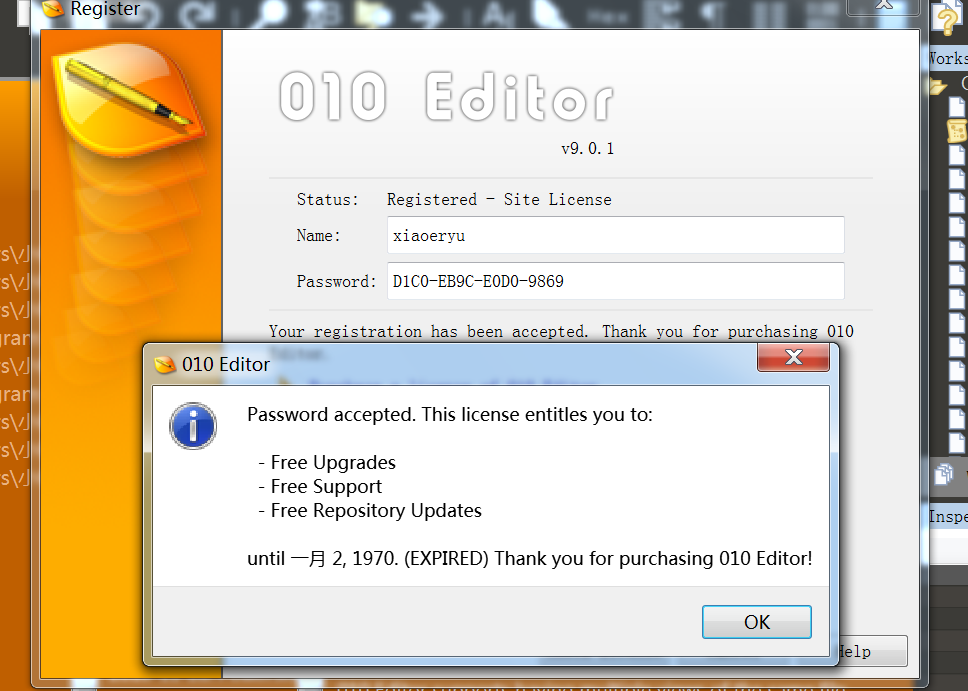 Register
010 Editor
v9.0.1
Status: Registered - Site License
Name: xiaoeryu
Password: D1C0-EB9C-E0D0-9869
Your registration has been accepted. Thank you for purchasing 010
Editor.
010 Editor
Password accepted. This license entitles you to:
- Free Upgrades
- Free Support
- Free Repository Updates
until 一月 2, 1970. (EXPIRED) Thank you for purchasing 010 Editor!
OK
Help
Works
Inspe